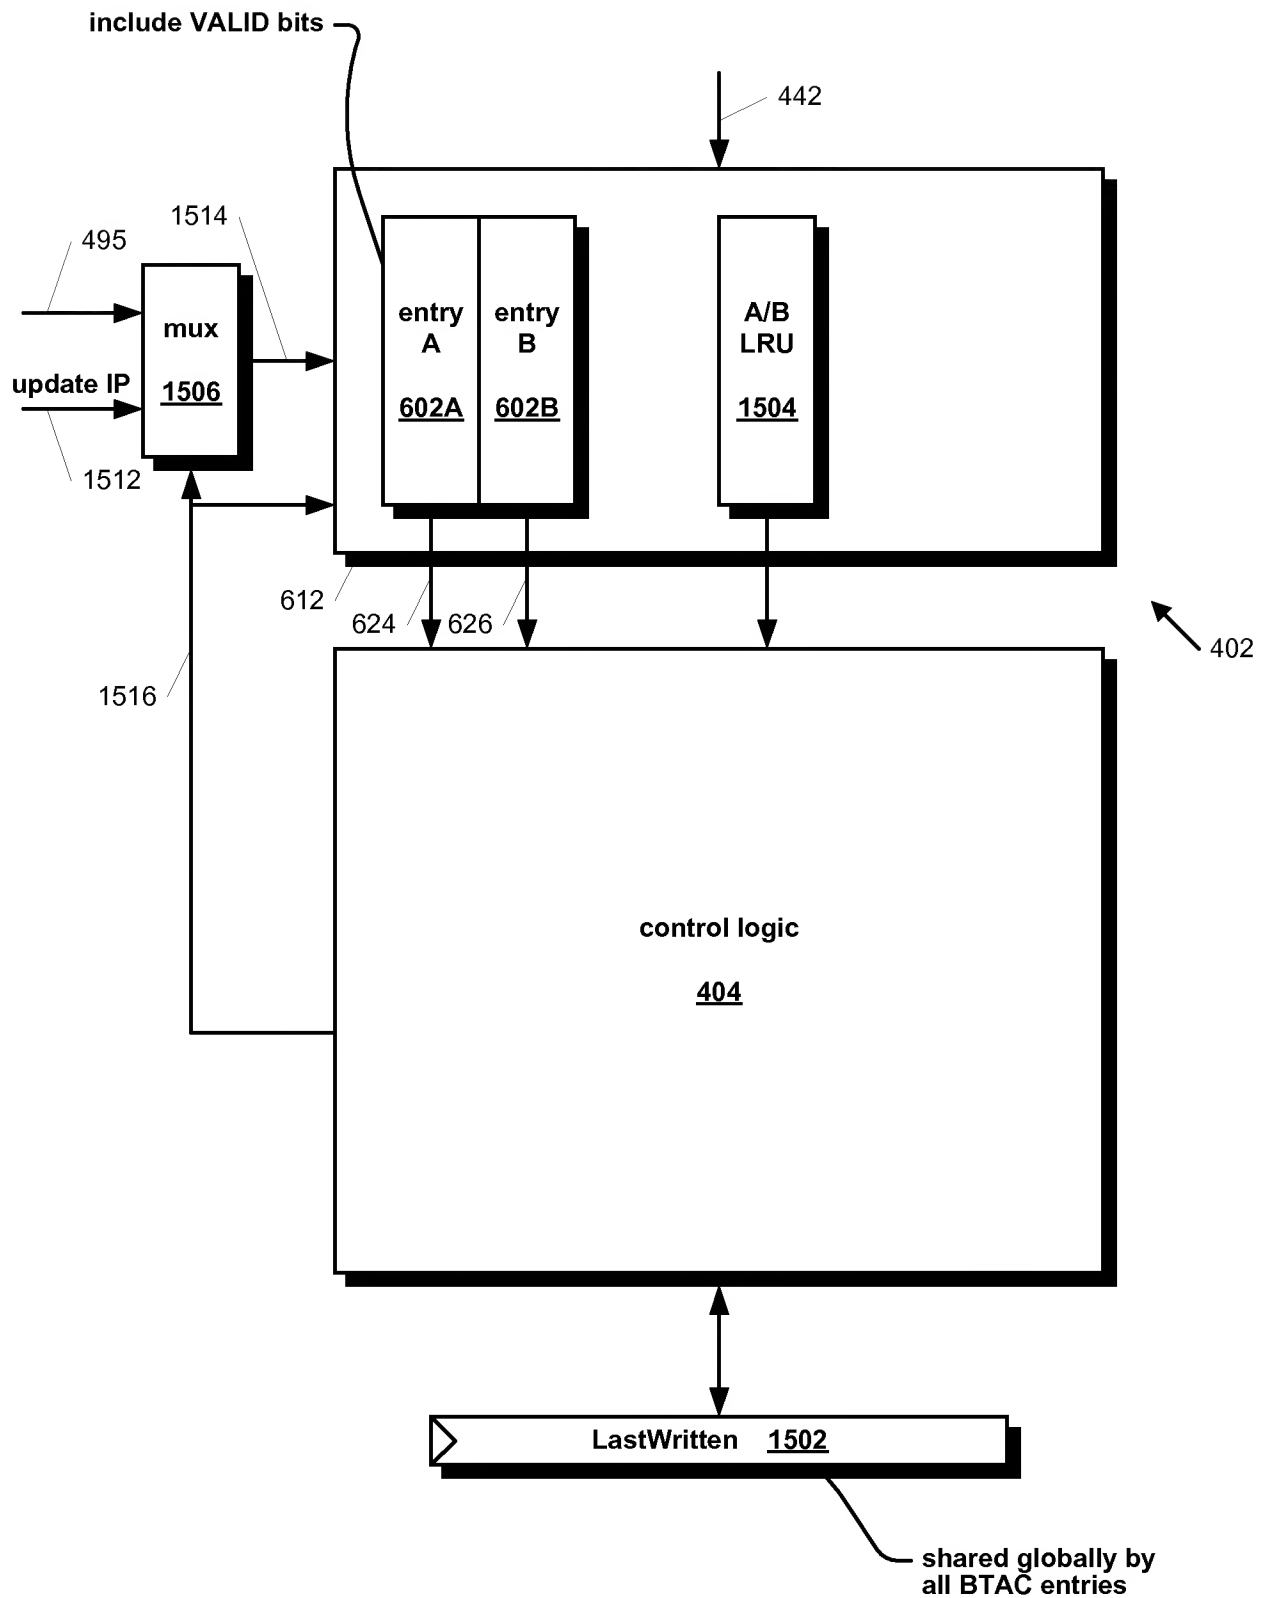 include VALID bits
442
1514
495
mux
1506
update IP
1512
entry
A
602A
entry
B
602B
A/B
LRU
1504
612
624
626
402
1516
control logic
404
LastWritten 1502
shared globally by
all BTAC entries